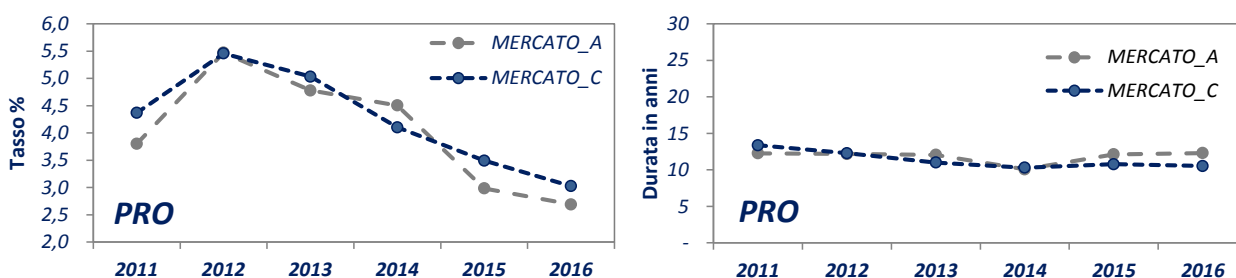 Tasso %
6,0
5,5
5,0
4,5
4,0
3,5
3,0
2,5
2,0
MERCATO_A
MERCATO_C
PRO
2011 2012 2013 2014 2015 2016
Durata in anni
30
25
20
15
10
5
-
MERCATO_A
MERCATO_C
PRO
2011 2012 2013 2014 2015 2016